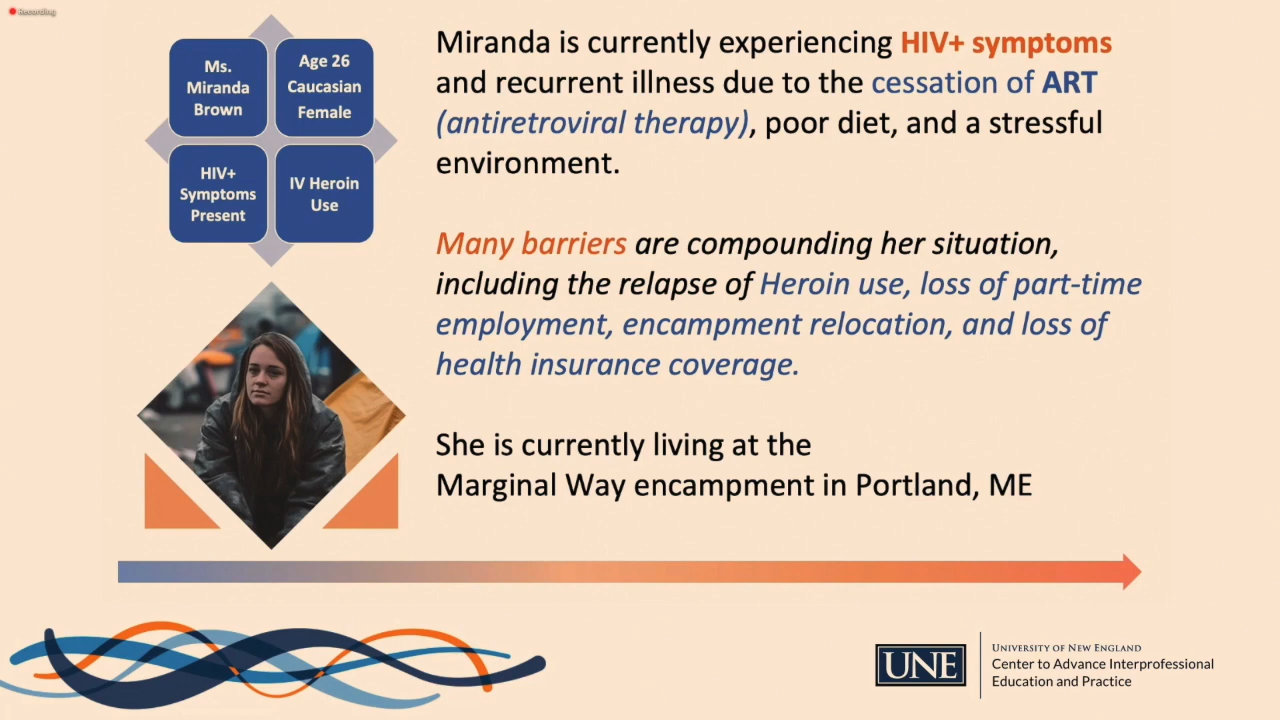 Recording
Ms.
Miranda
Brown
Age 26
Caucasian
Female
HIV+
Symptoms
Present
IV Heroin
Use
Miranda is currently experiencing HIV+ symptoms
and recurrent illness due to the cessation of ART
(antiretroviral therapy), poor diet, and a stressful
environment.
Many barriers are compounding her situation,
including the relapse of Heroin use, loss of part-time
employment, encampment relocation, and loss of
health insurance coverage.
She is currently living at the
Marginal Way encampment in Portland, ME
UNE
University of New England
Center to Advance Interprofessional
Education and Practice